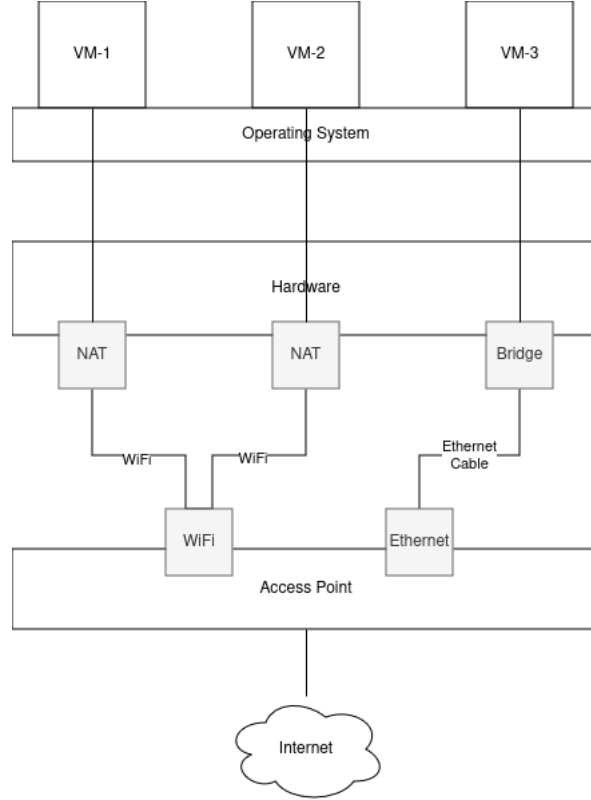 VM-1
VM-2
VM-3
Operating System
Hardware
NAT
NAT
Bridge
WiFi
WiFi
Ethernet
Cable
WiFi
Ethernet
Access Point
Internet